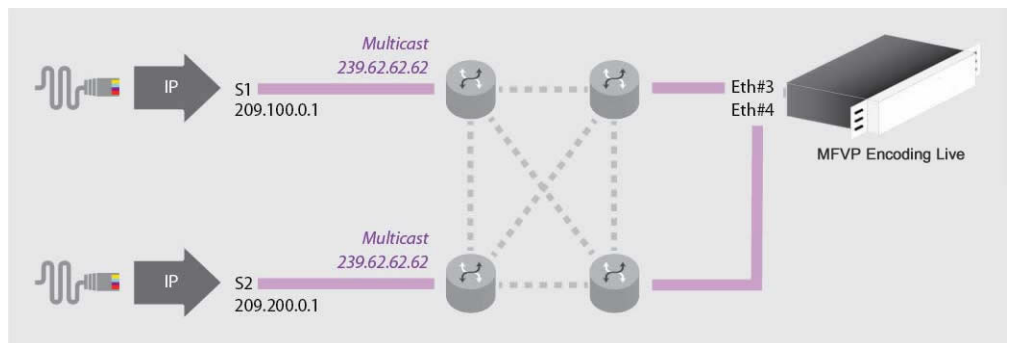 Multicast
239.62.62.62
IP
S1
209.100.0.1
Eth#3
Eth#4
MFVP Encoding Live
Multicast
239.62.62.62
IP
S2
209.200.0.1